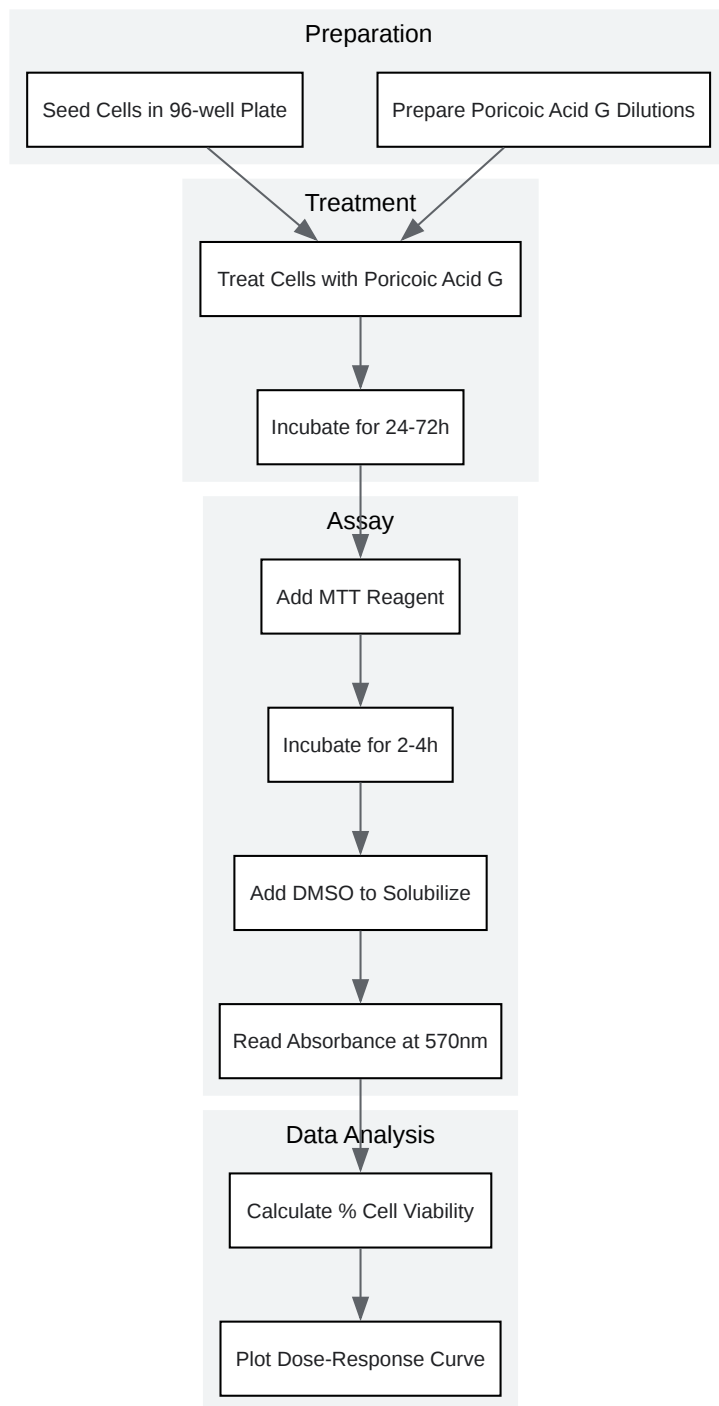 Preparation
Seed Cells in 96-well Plate
Prepare Poricoic Acid G Dilutions
Treatment
Treat Cells with Poricoic Acid G
Incubate for 24-72h
Assay
Add MTT Reagent
Incubate for 2-4h
Add DMSO to Solubilize
Read Absorbance at 570nm
Data Analysis
Calculate % Cell Viability
Plot Dose-Response Curve